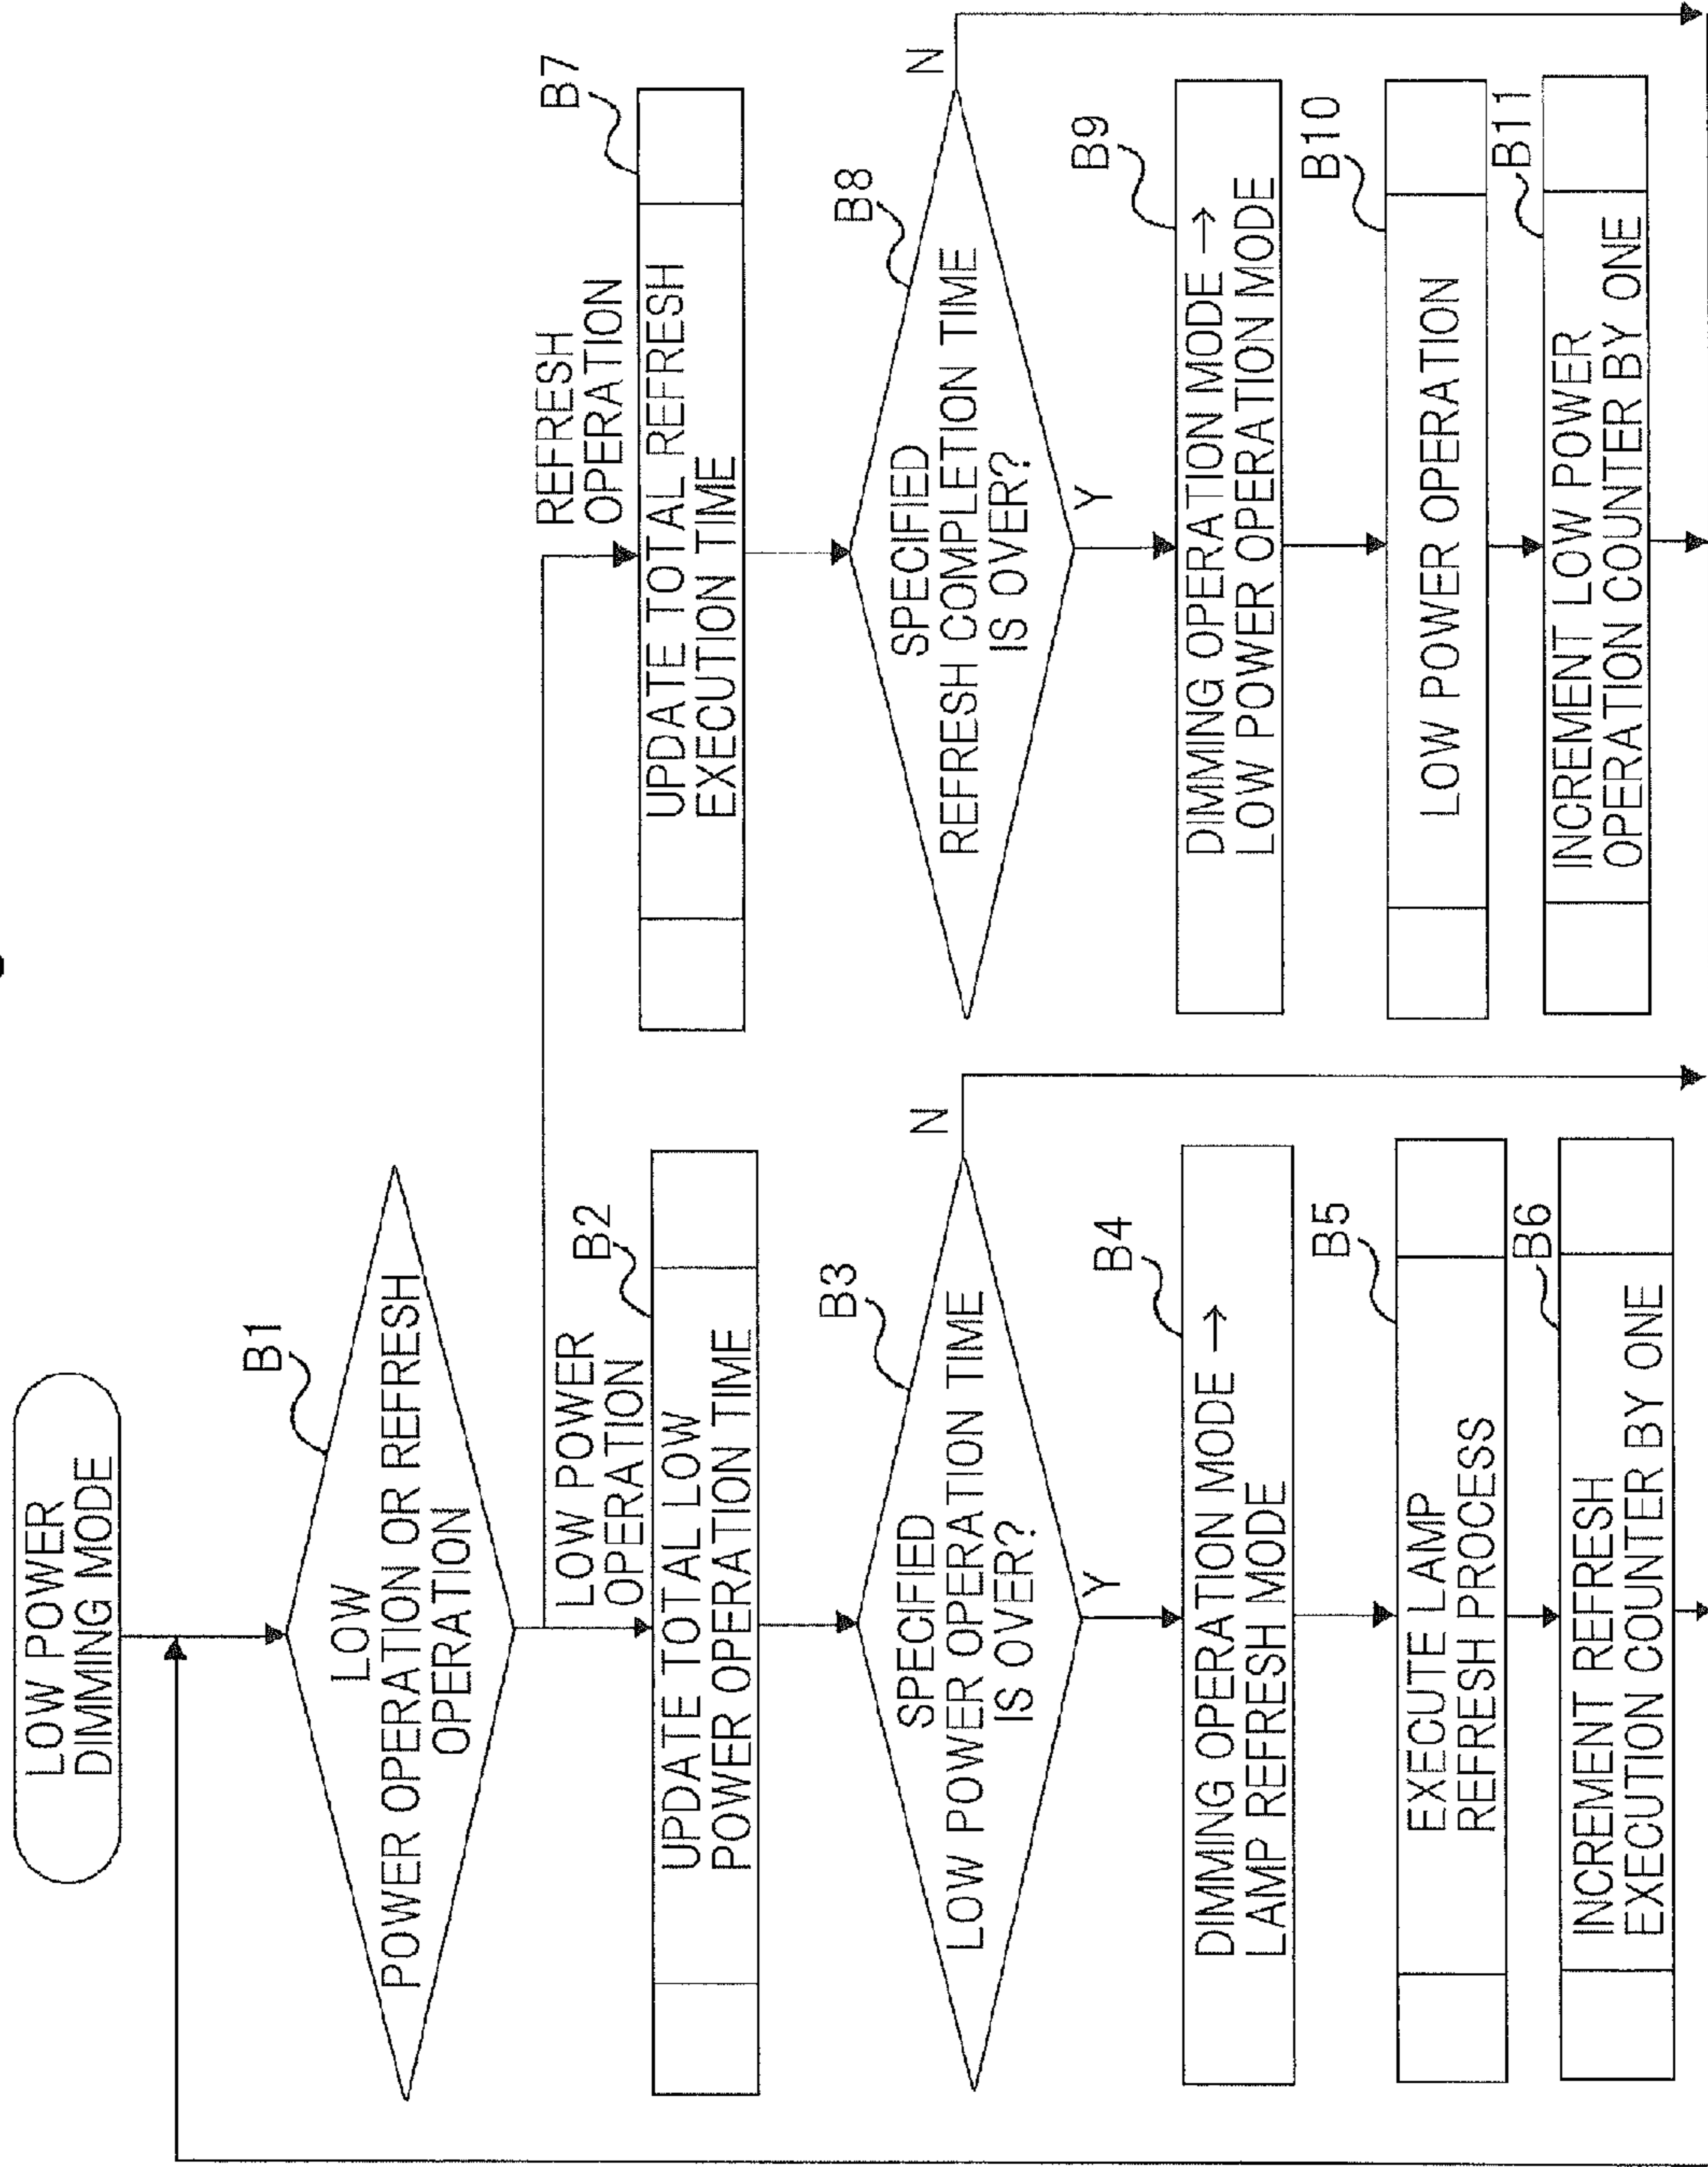 LOW POWER
DIMMING MODE
B1
LOW
POWER OPERATION OR REFRESH
OPERATION
LOW POWER
OPERATION
B2
UPDATE TOTAL LOW
POWER OPERATION TIME
B3
SPECIFIED
LOW POWER OPERATION TIME
IS OVER?
N
Y
B4
DIMMING OPERATION MODE →
LAMP REFRESH MODE
B5
EXECUTE LAMP
REFRESH PROCESS
B6
INCREMENT REFRESH
EXECUTION COUNTER BY ONE
REFRESH
OPERATION
B7
UPDATE TOTAL REFRESH
EXECUTION TIME
B8
SPECIFIED
REFRESH COMPLETION TIME
IS OVER?
N
Y
B9
DIMMING OPERATION MODE →
LOW POWER OPERATION MODE
B10
LOW POWER OPERATION
B11
INCREMENT LOW POWER
OPERATION COUNTER BY ONE